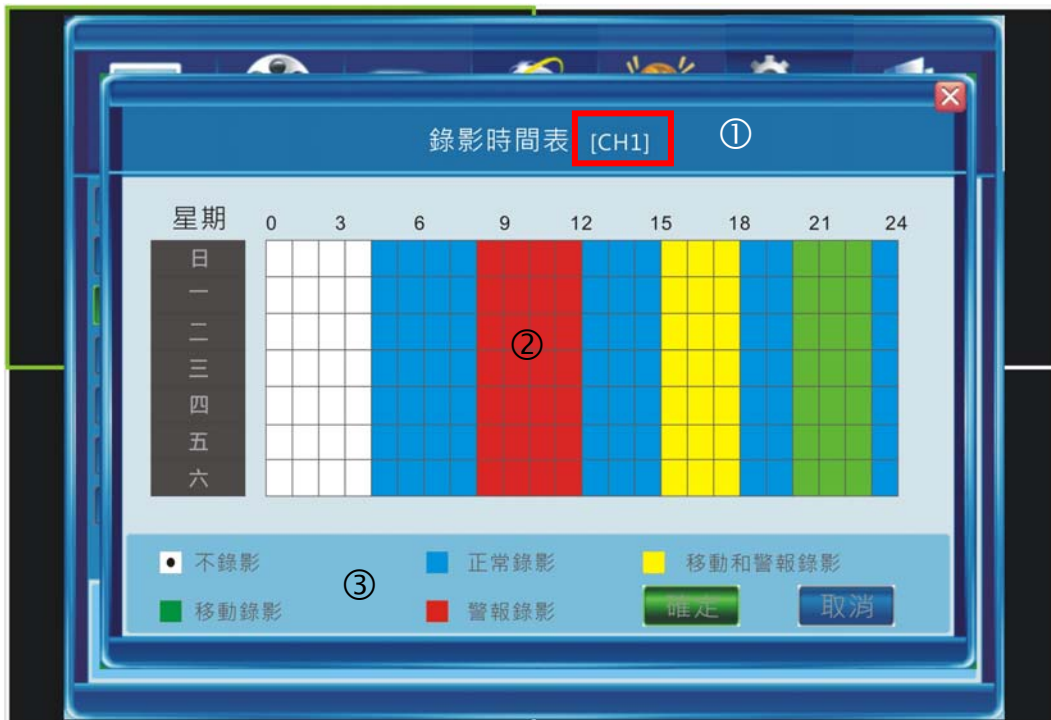 錄影時間表 [CH1] ①
星期 0 3 6 9 12 15 18 21 24
日
一
二
②
三
四
五
六
不錄影 正常錄影 移動和警報錄影
③
移動錄影 警報錄影 確定 取消